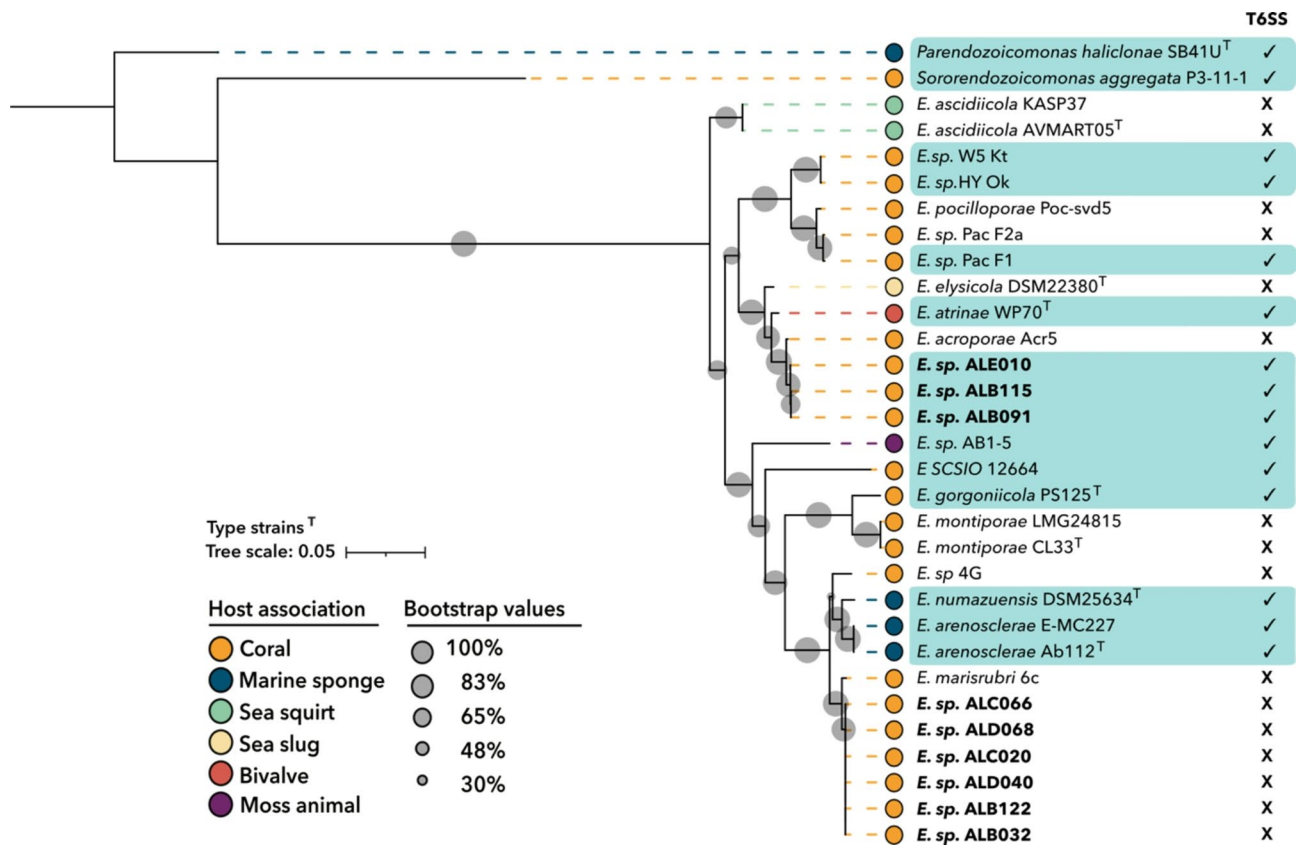 T6SS
Parendozoicomonas haliclonae SB41U^T ✓
Sororendozoicomonas aggregata P3-11-1 ✓
E. ascidiicola KASP37 X
E. ascidiicola AVMART05^T X
E.sp. W5 Kt ✓
E. sp.HY Ok ✓
E. pocilloporae Poc-svd5 X
E. sp. Pac F2a X
E. sp. Pac F1 ✓
E. elysicola DSM22380^T X
E. atrinae WP70^T ✓
E. acroporae Acr5 X
E. sp. ALE010 ✓
E. sp. ALB115 ✓
E. sp. ALB091 ✓
E. sp. AB1-5 ✓
E SCSIO 12664 ✓
E. gorgoniicola PS125^T ✓
E. montiporae LMG24815 X
E. montiporae CL33^T X
E. sp 4G X
E. numazuensis DSM25634^T ✓
E. arenosclerae E-MC227 ✓
E. arenosclerae Ab112^T ✓
E. marisrubri 6c X
E. sp. ALC066 X
E. sp. ALD068 X
E. sp. ALC020 X
E. sp. ALD040 X
E. sp. ALB122 X
E. sp. ALB032 X
Type strains ^T
Tree scale: 0.05
Host association
Coral
Marine sponge
Sea squirt
Sea slug
Bivalve
Moss animal
Bootstrap values
100%
83%
65%
48%
30%